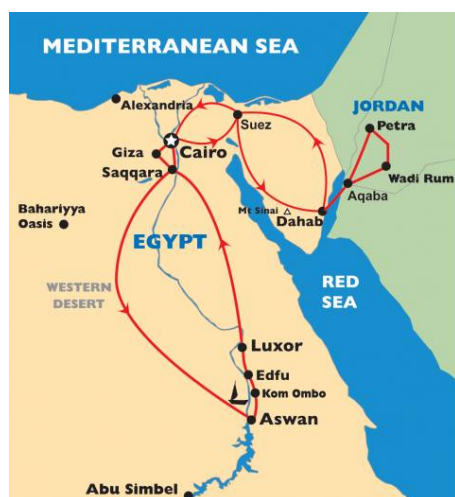 MEDITERRANEAN SEA
Alexandria
Suez
JORDAN
Petra
Giza
Cairo
Saqqara
Wadi Rum
Aqaba
Bahariyya
Oasis
Mt Sinai
Dahab
EGYPT
WESTERN
DESERT
RED
SEA
Luxor
Edfu
Kom Ombo
Aswan
Abu Simbel